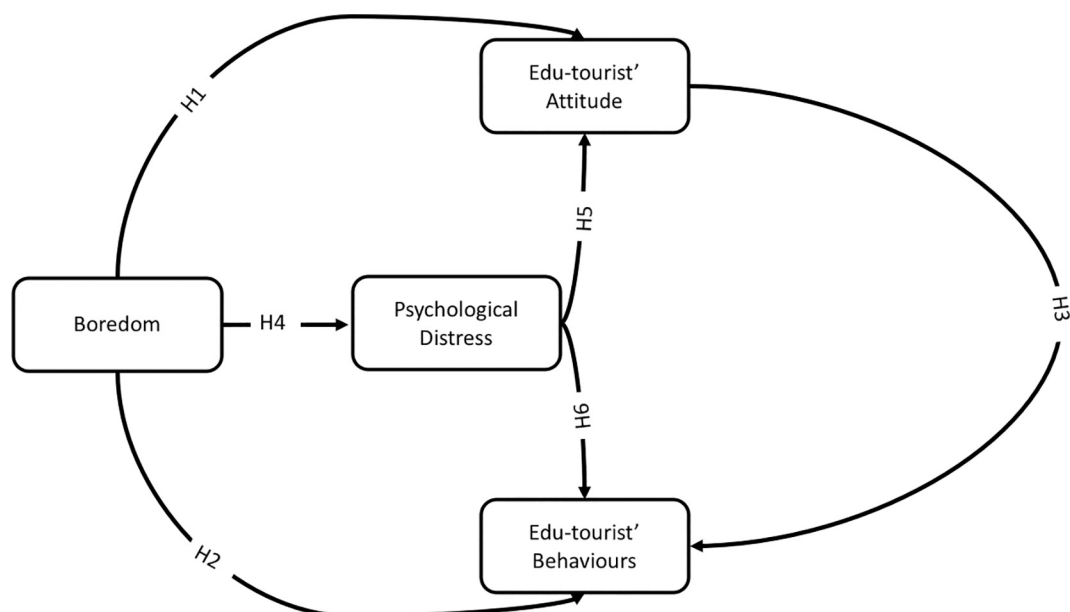 H1
Edu-tourist’
Attitude
H5
Boredom
H4
Psychological
Distress
H3
H6
H2
Edu-tourist’
Behaviours